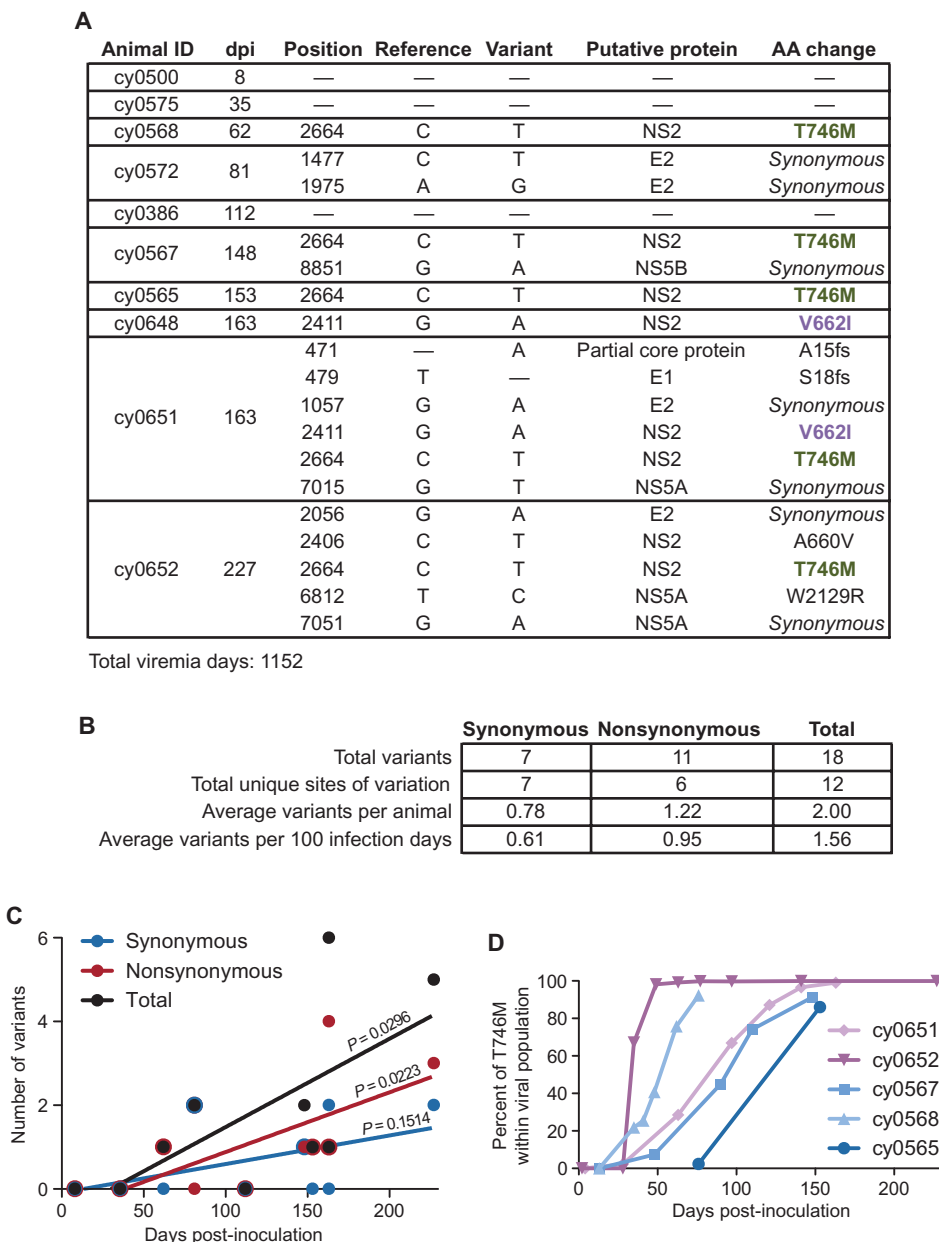 A
Animal ID dpi Position Reference Variant Putative protein AA change
cy0500 8 — — — — —
cy0575 35 — — — — —
cy0568 62 2664 C T NS2 T746M
cy0572 81 1477 C T E2 Synonymous
1975 A G E2 Synonymous
cy0386 112 — — — — —
cy0567 148 2664 C T NS2 T746M
8851 G A NS5B Synonymous
cy0565 153 2664 C T NS2 T746M
cy0648 163 2411 G A NS2 V662I
cy0651 163 471 — A Partial core protein A15fs
479 T — E1 S18fs
1057 G A E2 Synonymous
2411 G A NS2 V662I
2664 C T NS2 T746M
7015 G T NS5A Synonymous
cy0652 227 2056 G A E2 Synonymous
2406 C T NS2 A660V
2664 C T NS2 T746M
6812 T C NS5A W2129R
7051 G A NS5A Synonymous
Total viremia days: 1152
B
Synonymous Nonsynonymous Total
Total variants 7 11 18
Total unique sites of variation 7 6 12
Average variants per animal 0.78 1.22 2.00
Average variants per 100 infection days 0.61 0.95 1.56
C
Synonymous
Nonsynonymous
Total
Number of variants
6
4
2
0
P = 0.0296
P = 0.0223
P = 0.1514
0 50 100 150 200
Days post-inoculation
D
Percent of T746M
within viral population
100
80
60
40
20
0
cy0651
cy0652
cy0567
cy0568
cy0565
0 50 100 150 200
Days post-inoculation